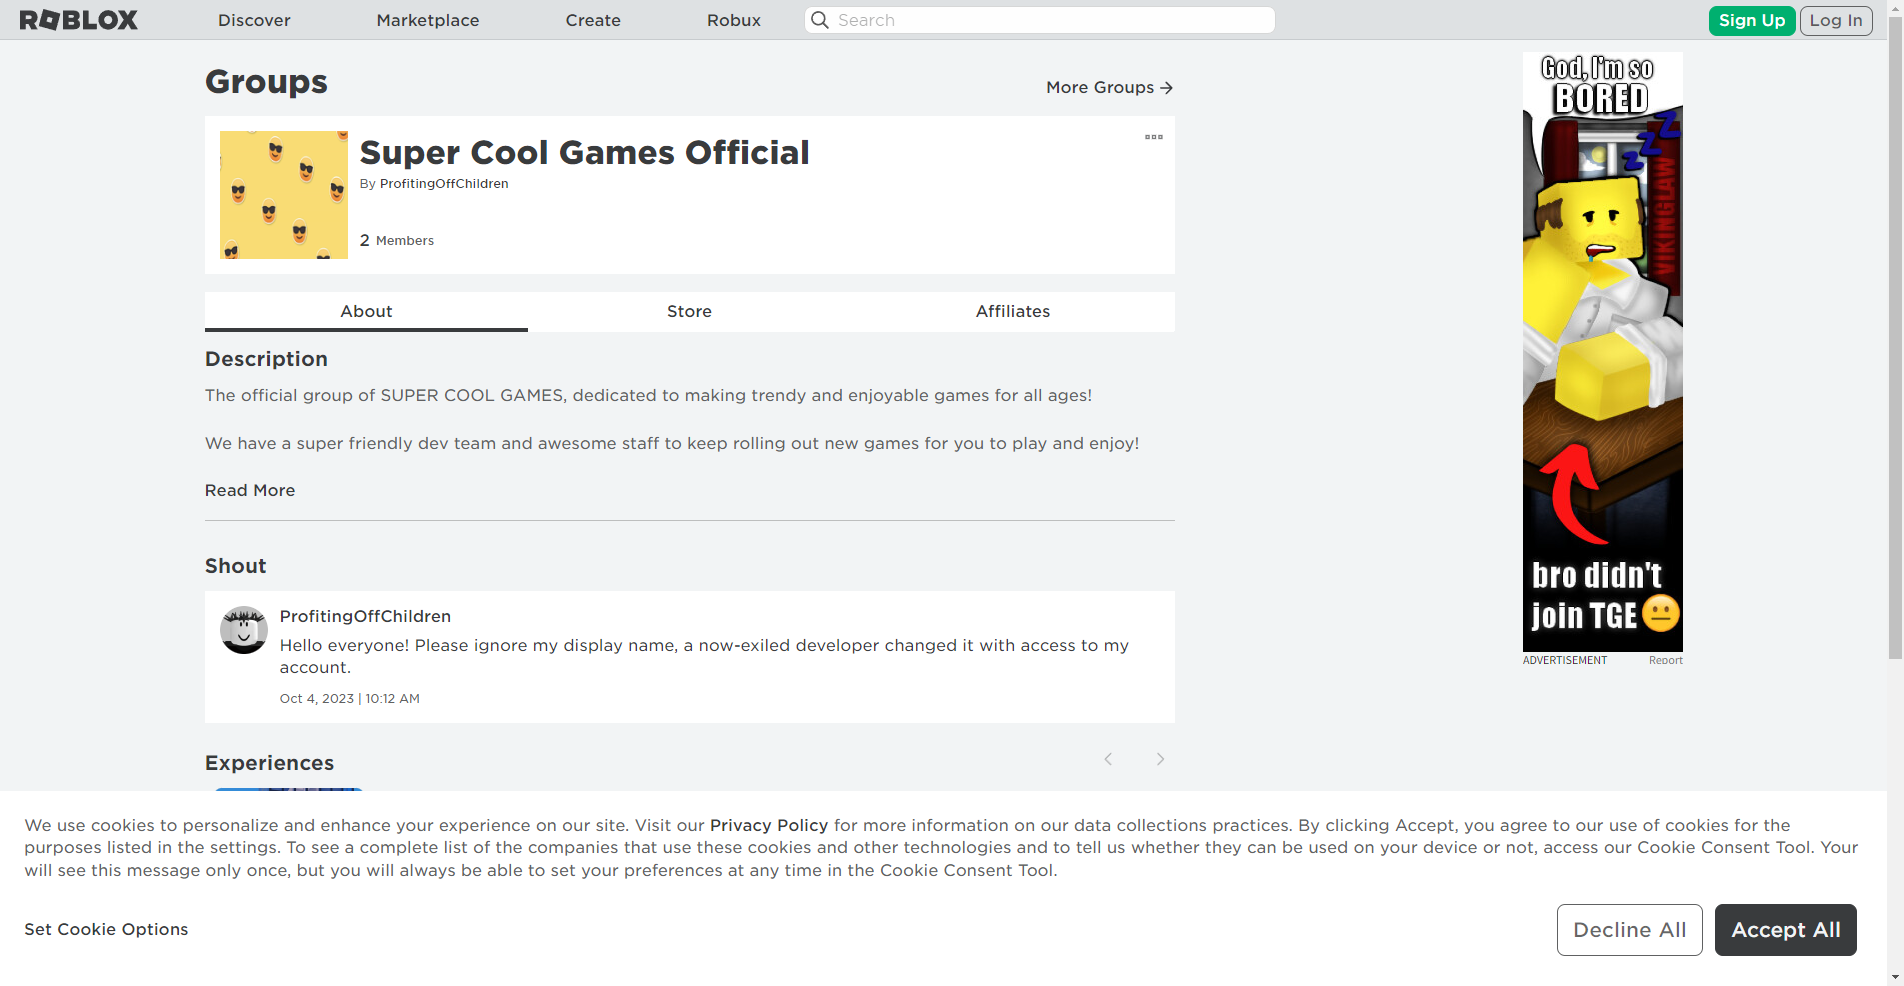 ROBLOX
Discover
Marketplace
Create
Robux
Search
Sign Up
Log In
Groups
More Groups →
Super Cool Games Official
By ProfitingOffChildren
2 Members
About
Store
Affiliates
Description
The official group of SUPER COOL GAMES, dedicated to making trendy and enjoyable games for all ages!
We have a super friendly dev team and awesome staff to keep rolling out new games for you to play and enjoy!
Read More
Shout
ProfitingOffChildren
Hello everyone! Please ignore my display name, a now-exiled developer changed it with access to my
account.
Oct 4, 2023 | 10:12 AM
Experiences
God, I'm so
BORED
zzz
VIKINGLAW
bro didn't
join TGE 😐
ADVERTISEMENT
Report
We use cookies to personalize and enhance your experience on our site. Visit our Privacy Policy for more information on our data collections practices. By clicking Accept, you agree to our use of cookies for the
purposes listed in the settings. To see a complete list of the companies that use these cookies and other technologies and to tell us whether they can be used on your device or not, access our Cookie Consent Tool. Your
will see this message only once, but you will always be able to set your preferences at any time in the Cookie Consent Tool.
Set Cookie Options
Decline All
Accept All